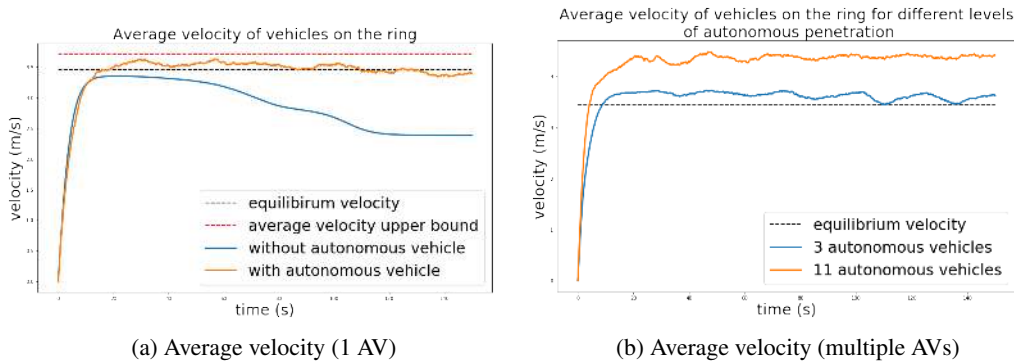 Average velocity of vehicles on the ring
velocity (m/s)
equilibirum velocity
average velocity upper bound
without autonomous vehicle
with autonomous vehicle
time (s)
(a) Average velocity (1 AV)
Average velocity of vehicles on the ring for different levels
of autonomous penetration
velocity (m/s)
equilibrium velocity
3 autonomous vehicles
11 autonomous vehicles
time (s)
(b) Average velocity (multiple AVs)